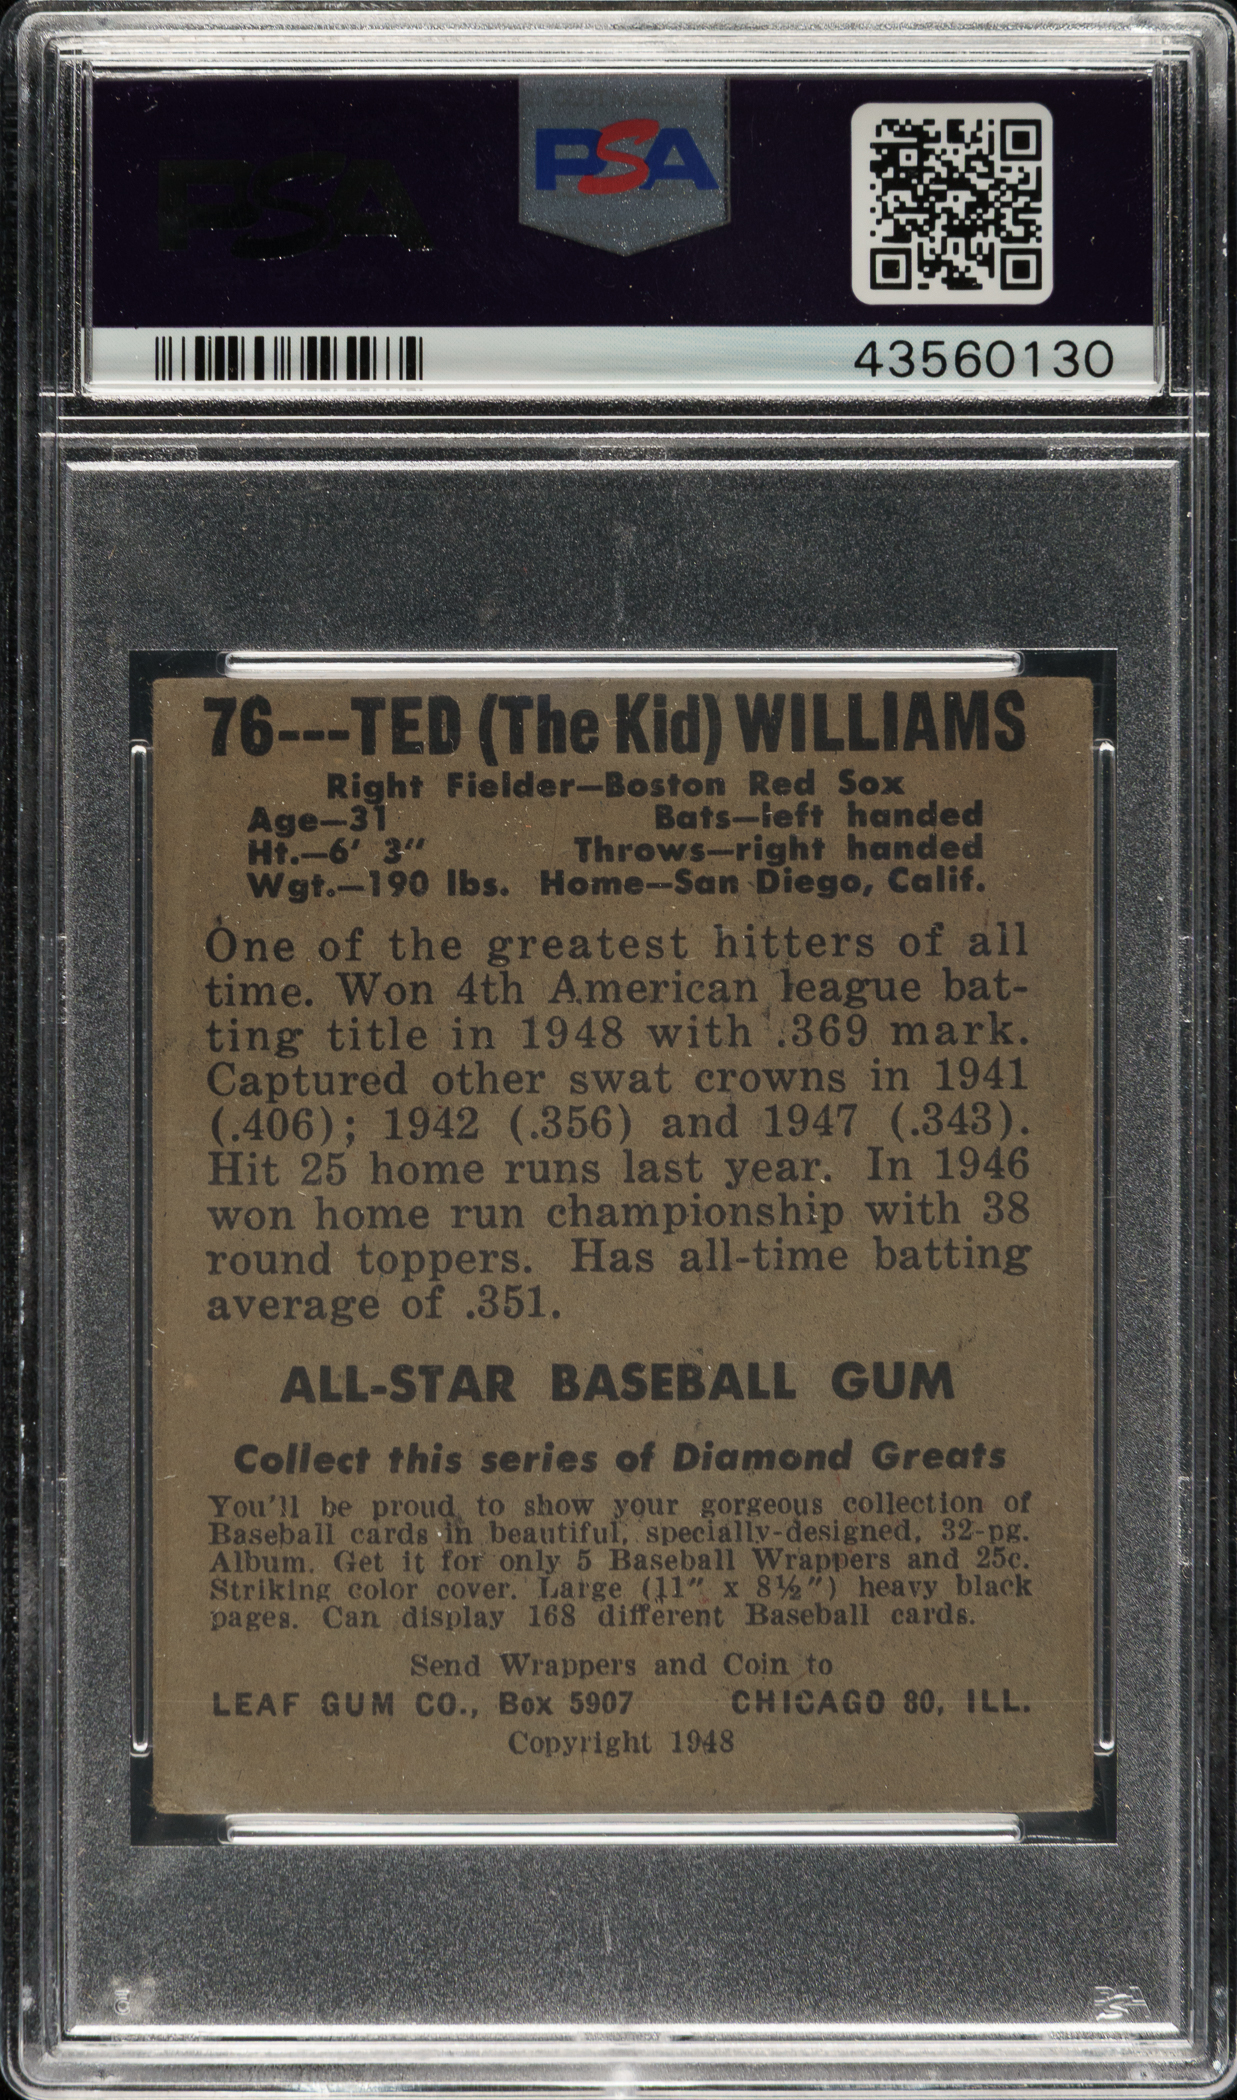 PSA
PSA
43560130
76---TED (The Kid) WILLIAMS
Right Fielder—Boston Red Sox
Age—31 Bats—left handed
Ht.—6' 3" Throws—right handed
Wgt.—190 lbs. Home—San Diego, Calif.
One of the greatest hitters of all
time. Won 4th American league bat-
ting title in 1948 with .369 mark.
Captured other swat crowns in 1941
(.406); 1942 (.356) and 1947 (.343).
Hit 25 home runs last year. In 1946
won home run championship with 38
round toppers. Has all-time batting
average of .351.
ALL-STAR BASEBALL GUM
Collect this series of Diamond Greats
You'll be proud to show your gorgeous collection of
Baseball cards in beautiful, specially-designed, 32-pg.
Album. Get it for only 5 Baseball Wrappers and 25c.
Striking color cover. Large (11" x 8½") heavy black
pages. Can display 168 different Baseball cards.
Send Wrappers and Coin to
LEAF GUM CO., Box 5907 CHICAGO 80, ILL.
Copyright 1948